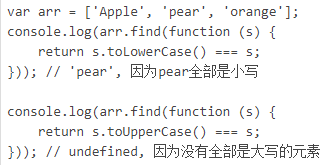 var arr = ['Apple', 'pear', 'orange'];
console.log(arr.find(function (s) {
    return s.toLowerCase() === s;
})); // 'pear', 因为pear全部是小写

console.log(arr.find(function (s) {
    return s.toUpperCase() === s;
})); // undefined, 因为没有全部是大写的元素